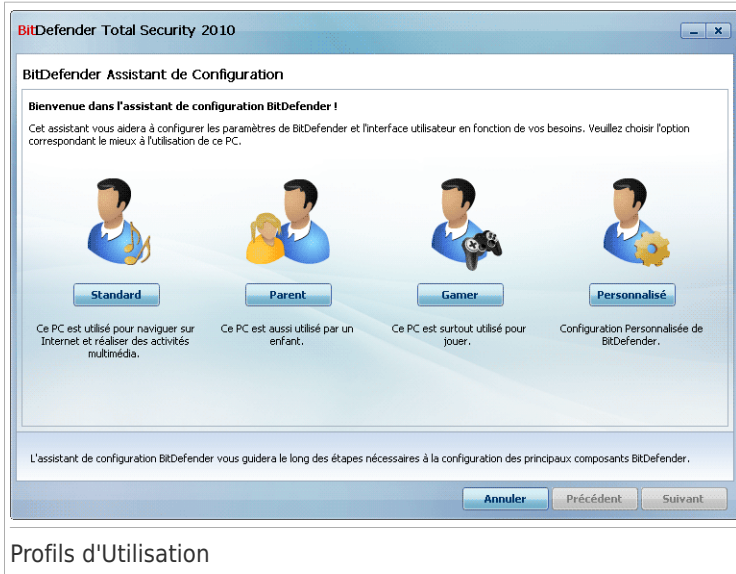 BitDefender Total Security 2010
BitDefender Assistant de Configuration
Bienvenue dans l'assistant de configuration BitDefender !
Cet assistant vous aidera à configurer les paramètres de BitDefender et l'interface utilisateur en fonction de vos besoins. Veuillez choisir l'option
correspondant le mieux à l'utilisation de ce PC.
Standard
Ce PC est utilisé pour naviguer sur
Internet et réaliser des activités
multimédia.
Parent
Ce PC est aussi utilisé par un
enfant.
Gamer
Ce PC est surtout utilisé pour
jouer.
Personnalisé
Configuration Personnalisée de
BitDefender.
L'assistant de configuration BitDefender vous guidera le long des étapes nécessaires à la configuration des principaux composants BitDefender.
Annuler Précédent Suivant
Profils d'Utilisation